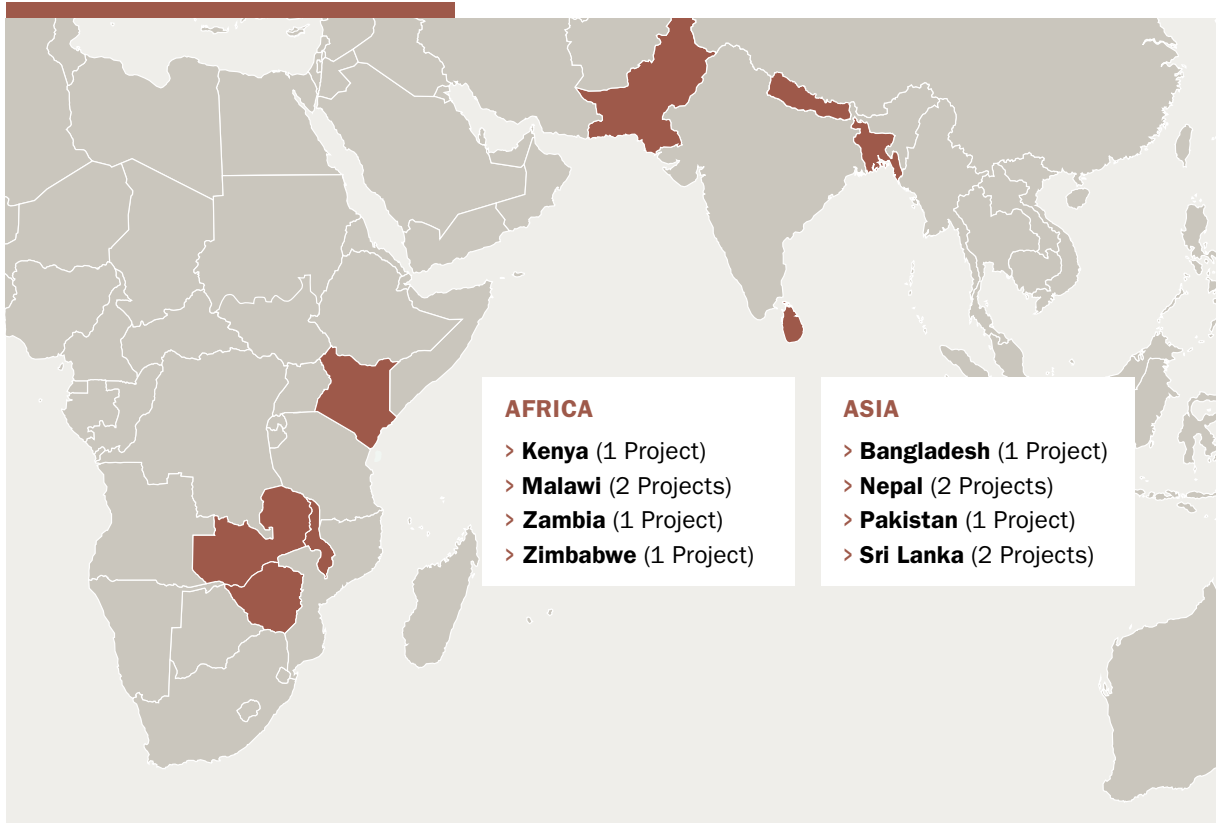 AFRICA
> Kenya (1 Project)
> Malawi (2 Projects)
> Zambia (1 Project)
> Zimbabwe (1 Project)
ASIA
> Bangladesh (1 Project)
> Nepal (2 Projects)
> Pakistan (1 Project)
> Sri Lanka (2 Projects)